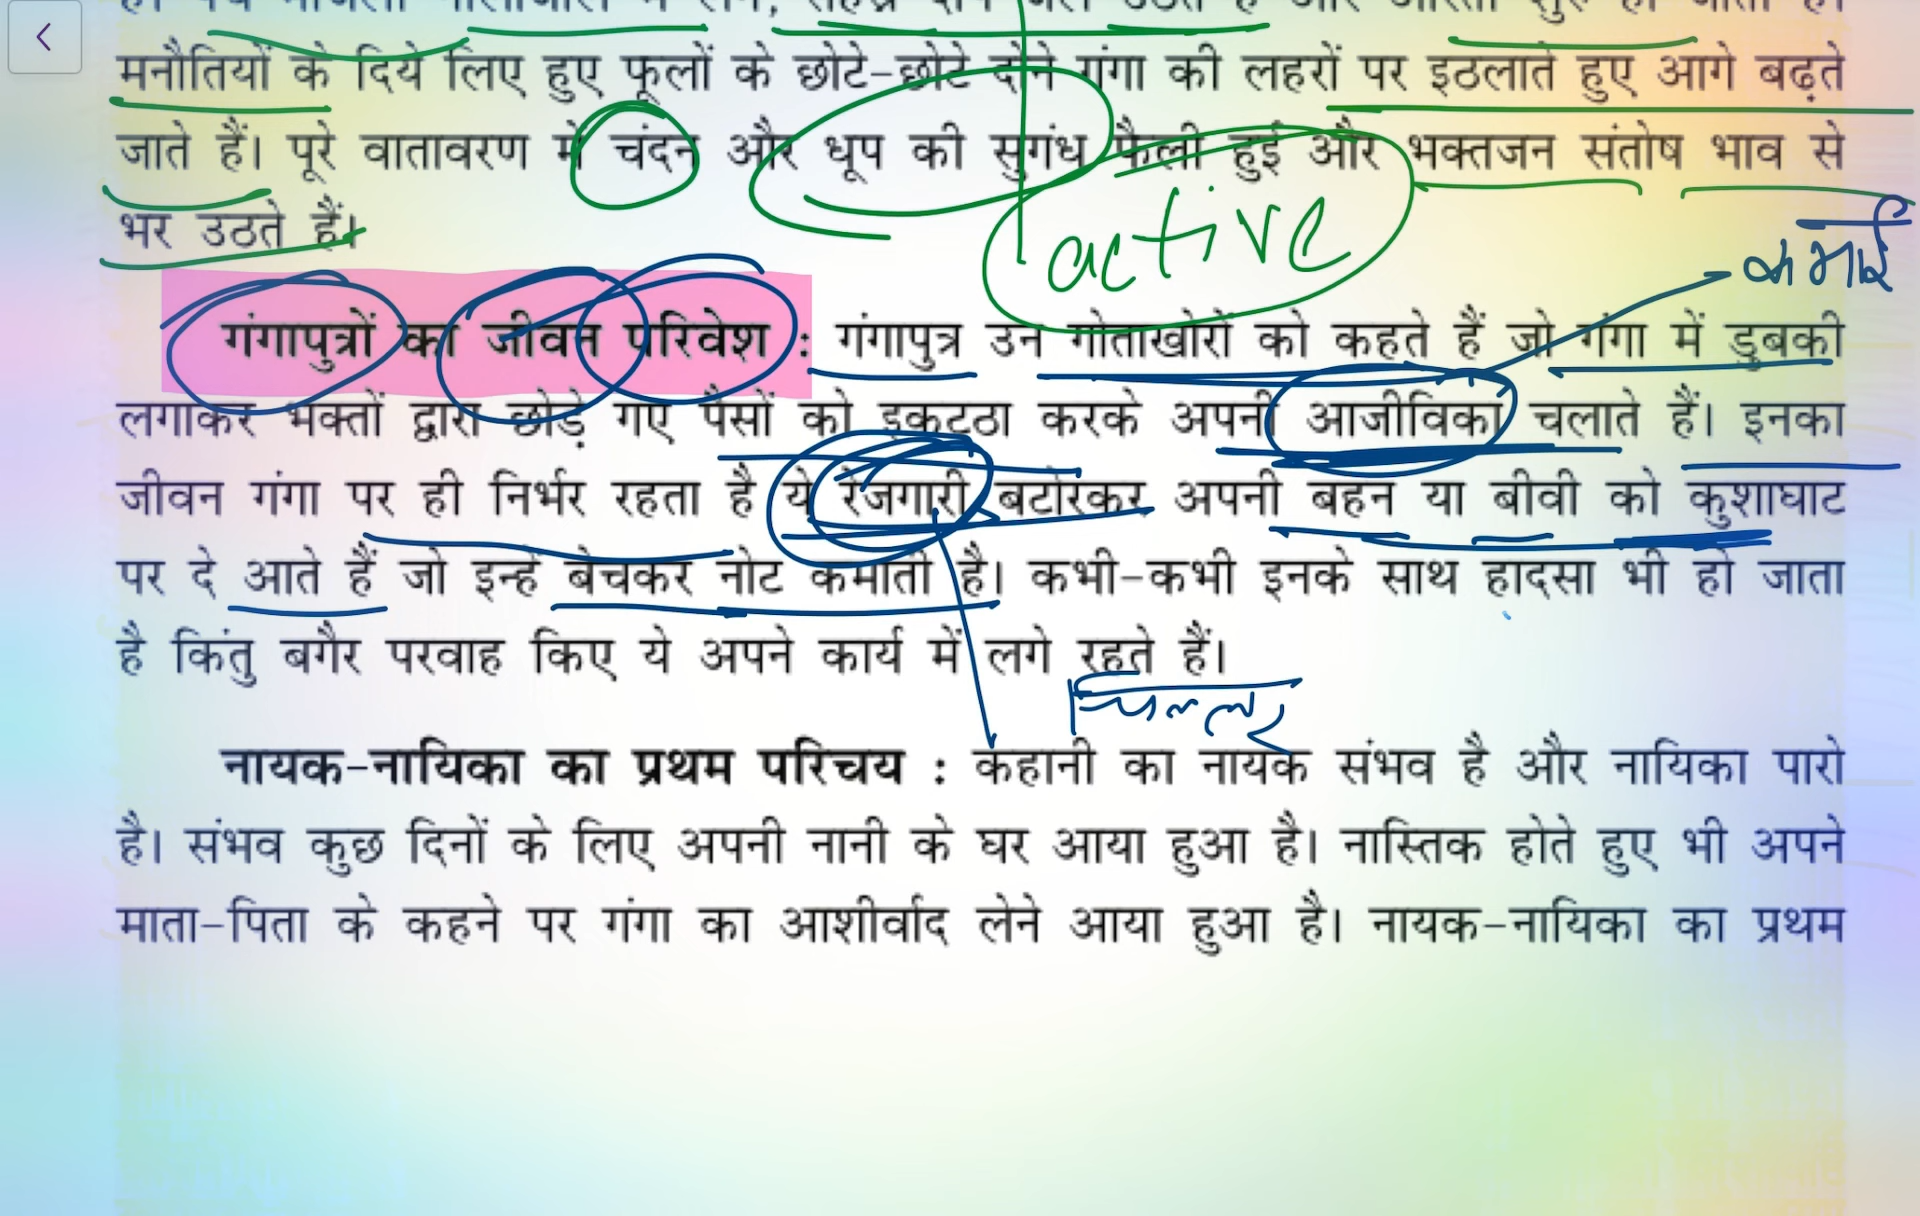 मनौतियों के दिये लिए हुए फूलों के छोटे-छोटे दोने गंगा की लहरों पर इठलाते हुए आगे बढ़ते
जाते हैं। पूरे वातावरण में चंदन और धूप की सुगंध फैली हुई और भक्तजन संतोष भाव से
भर उठते हैं।
active
कमाई
गंगापुत्रों का जीवन परिवेश : गंगापुत्र उन गोताखोरों को कहते हैं जो गंगा में डुबकी
लगाकर भक्तों द्वारा छोड़े गए पैसों को इकट्ठा करके अपनी आजीविका चलाते हैं। इनका
जीवन गंगा पर ही निर्भर रहता है ये रेजगारी बटोरकर अपनी बहन या बीवी को कुशाघाट
पर दे आते हैं जो इन्हें बेचकर नोट कमाती है। कभी-कभी इनके साथ हादसा भी हो जाता
है किंतु बगैर परवाह किए ये अपने कार्य में लगे रहते हैं।
चिल्लर
नायक-नायिका का प्रथम परिचय : कहानी का नायक संभव है और नायिका पारो
है। संभव कुछ दिनों के लिए अपनी नानी के घर आया हुआ है। नास्तिक होते हुए भी अपने
माता-पिता के कहने पर गंगा का आशीर्वाद लेने आया हुआ है। नायक-नायिका का प्रथम